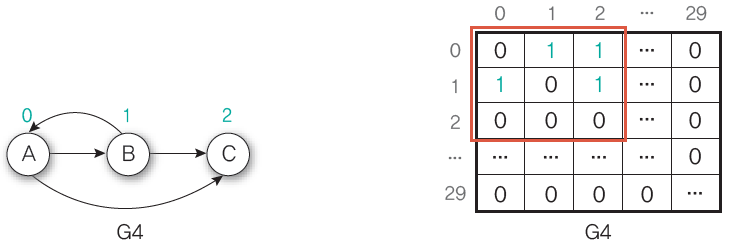 0 1 2
A B C
G4
0 1 2 ... 29
0 0 1 1 ... 0
1 1 0 1 ... 0
2 0 0 0 ... 0
... ... ... ... 0
29 0 0 0 0 ...
G4